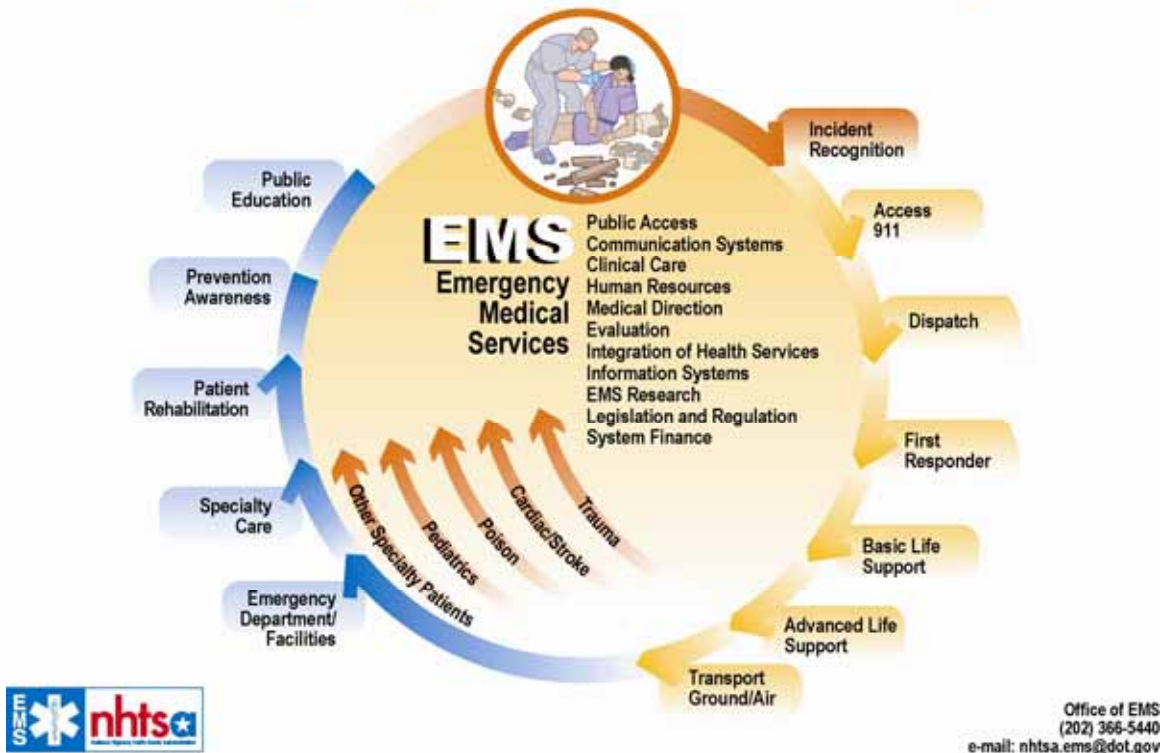 Incident
Recognition
Access
911
Dispatch
First
Responder
Basic Life
Support
Advanced Life
Support
Transport
Ground/Air
Emergency
Department/
Facilities
Specialty
Care
Patient
Rehabilitation
Prevention
Awareness
Public
Education
EMS
Emergency
Medical
Services
Public Access
Communication Systems
Clinical Care
Human Resources
Medical Direction
Evaluation
Integration of Health Services
Information Systems
EMS Research
Legislation and Regulation
System Finance
Other Specialty Patients
Pediatrics
Poison
Cardiac/Stroke
Trauma
EMS
nhtsa
Office of EMS
(202) 366-5440
e-mail: nhtsa.ems@dot.gov